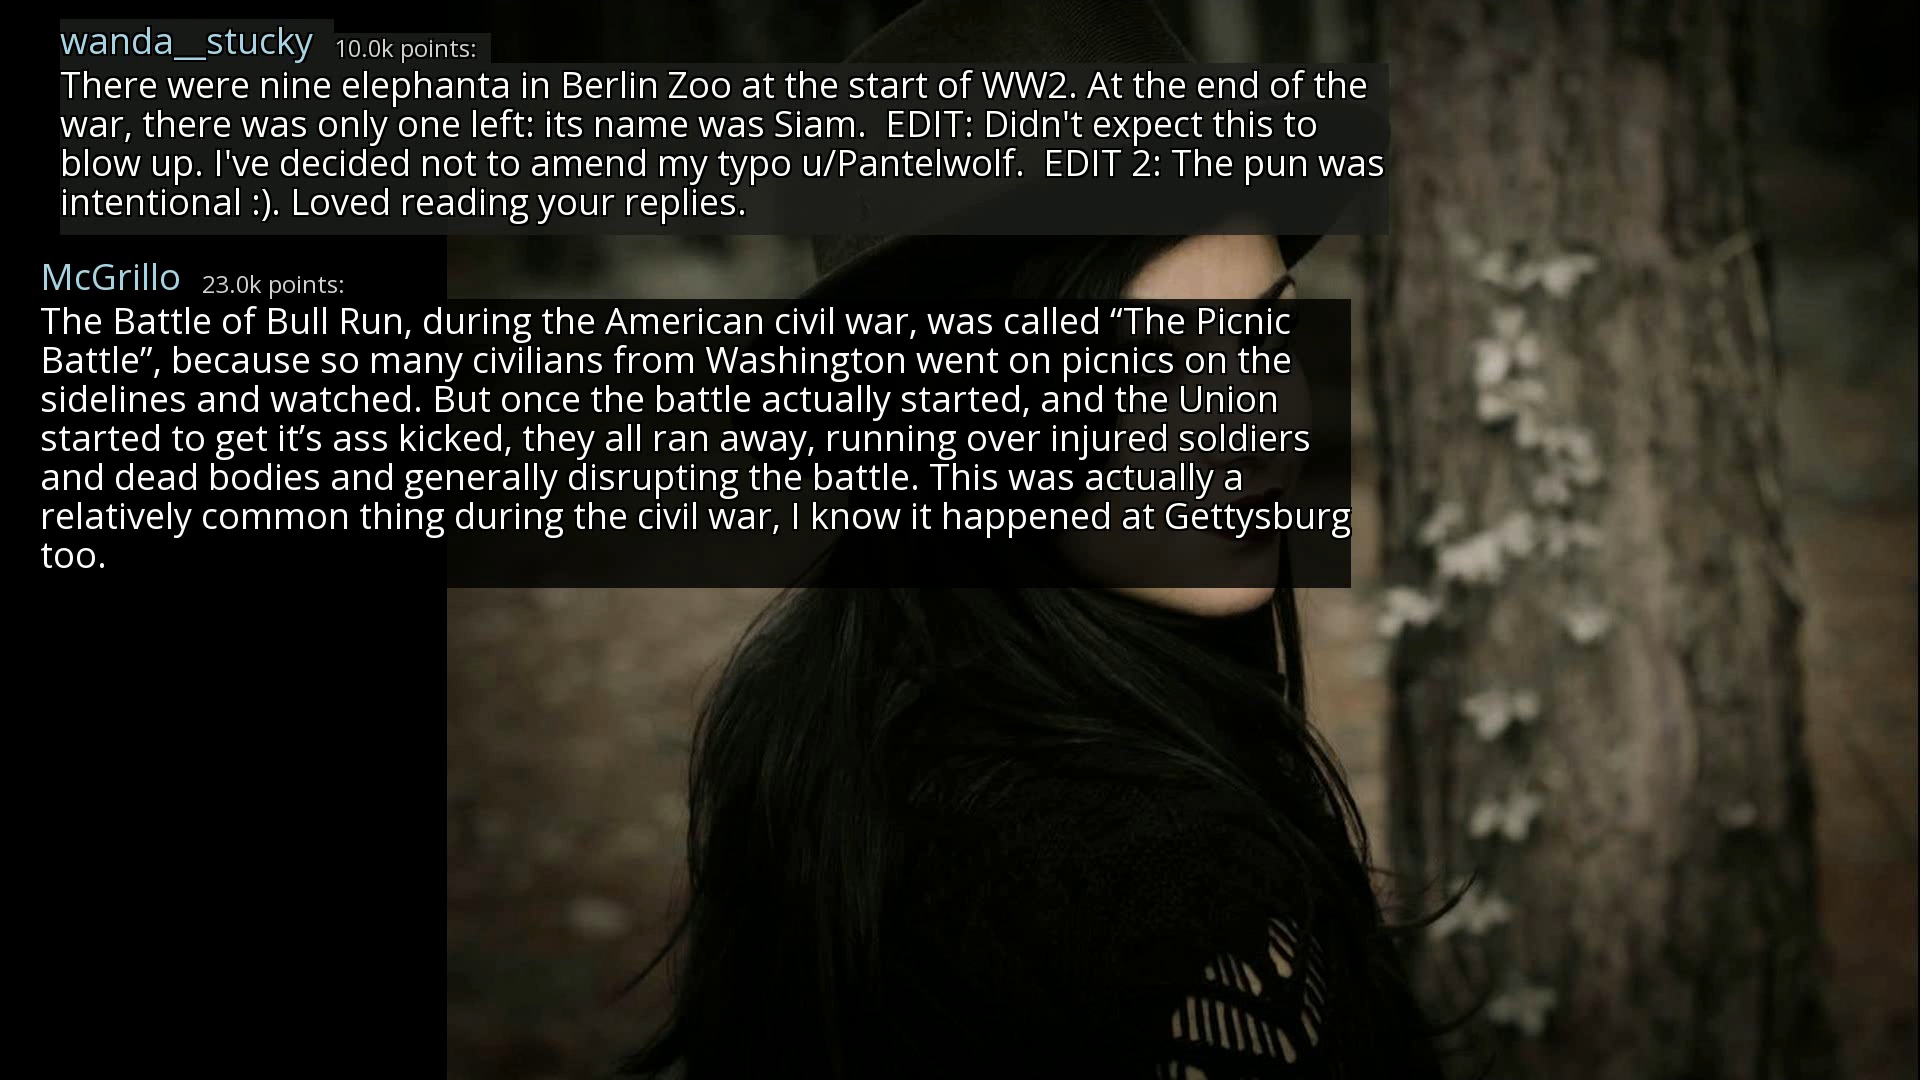 wanda__stucky 10.0k points:
There were nine elephanta in Berlin Zoo at the start of WW2. At the end of the
war, there was only one left: its name was Siam.  EDIT: Didn't expect this to
blow up. I've decided not to amend my typo u/Pantelwolf.  EDIT 2: The pun was
intentional :). Loved reading your replies.
McGrillo 23.0k points:
The Battle of Bull Run, during the American civil war, was called “The Picnic
Battle”, because so many civilians from Washington went on picnics on the
sidelines and watched. But once the battle actually started, and the Union
started to get it’s ass kicked, they all ran away, running over injured soldiers
and dead bodies and generally disrupting the battle. This was actually a
relatively common thing during the civil war, I know it happened at Gettysburg
too.